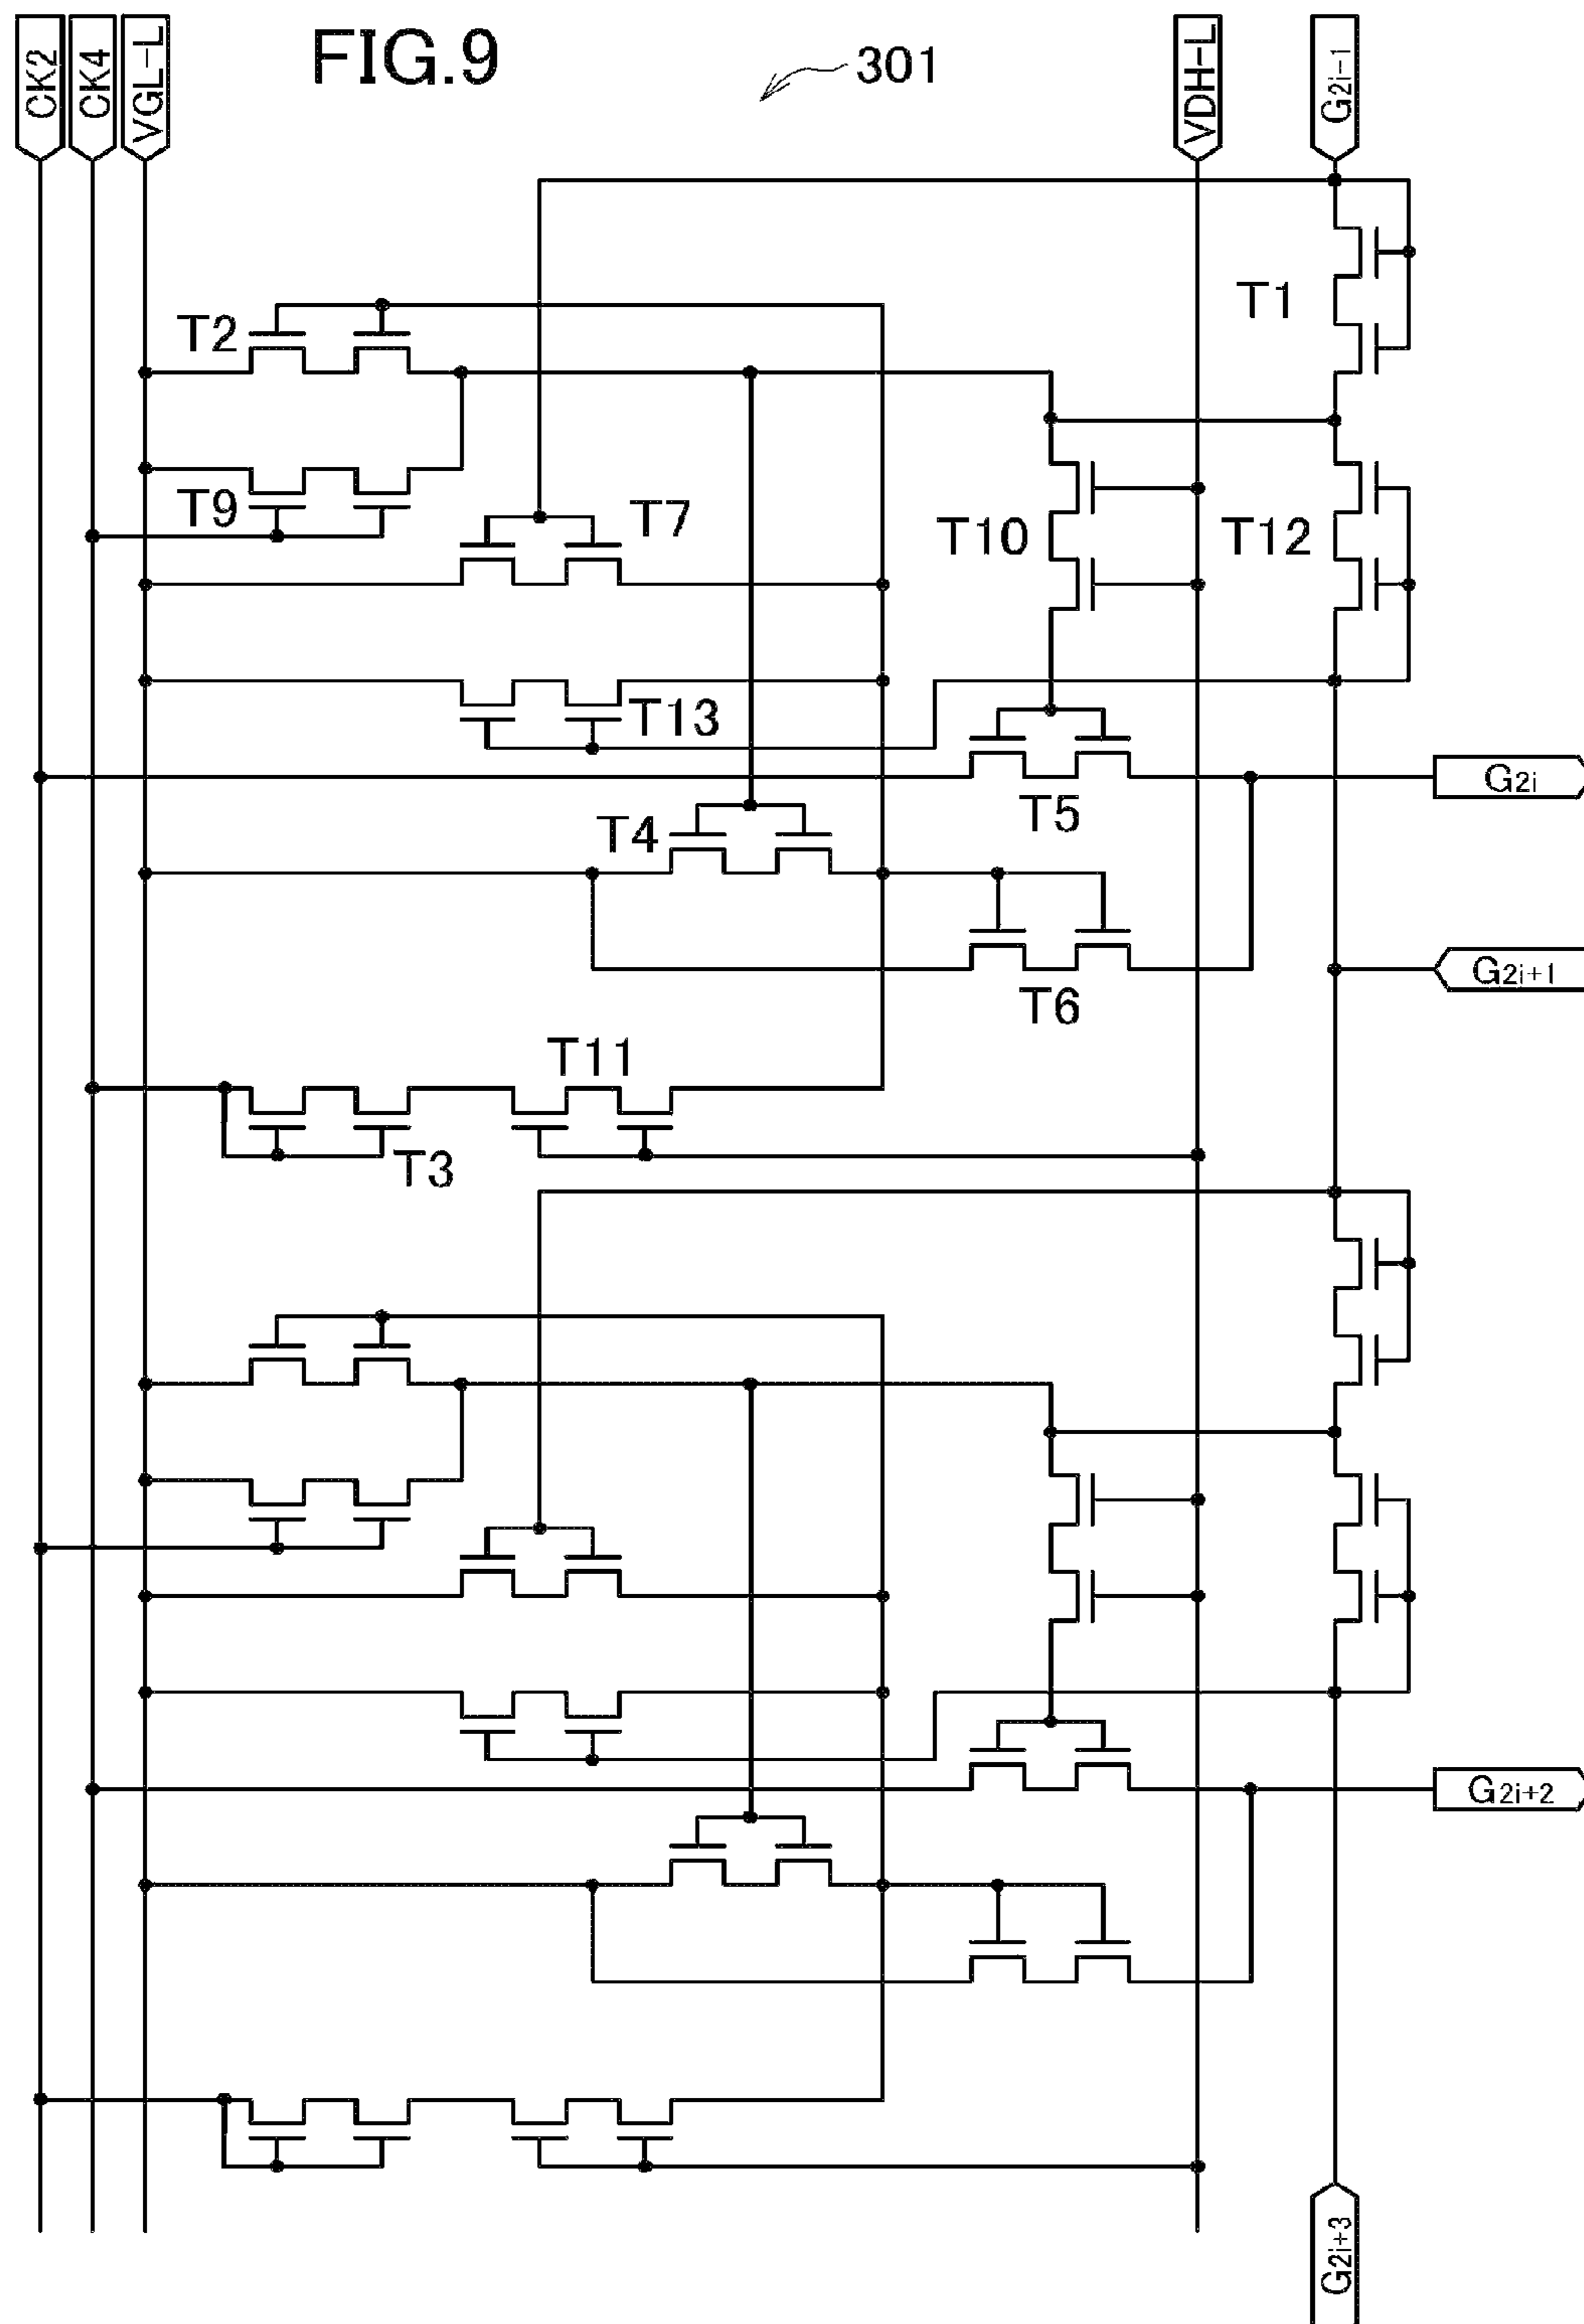 FIG.9
301
CK2
CK4
VGL-L
VDH-L
G2i-1
T1
T2
T9
T7
T10
T12
T13
T5
G2i
T4
T6
G2i+1
T11
T3
G2i+2
G2i+3